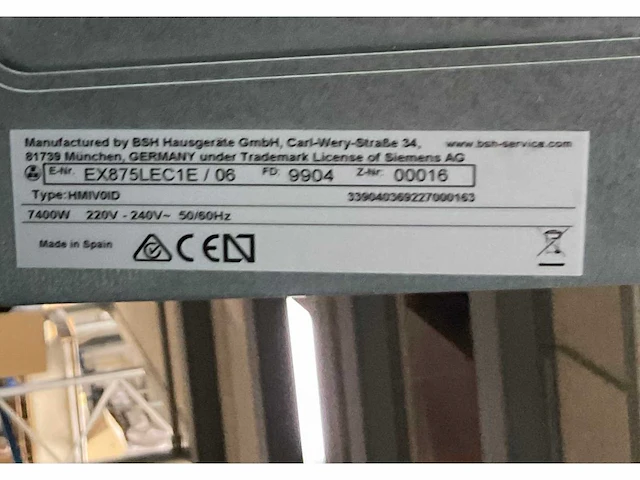 Manufactured by BSH Hausgeräte GmbH, Carl-Wery-Straße 34, www.bsh-service.com
81739 München, GERMANY under Trademark License of Siemens AG
E-Nr. EX875LEC1E / 06 FD: 9904 Z-Nr: 00016
Type:HMIV0ID 339040369227000163
7400W 220V - 240V~ 50/60Hz
Made in Spain CE